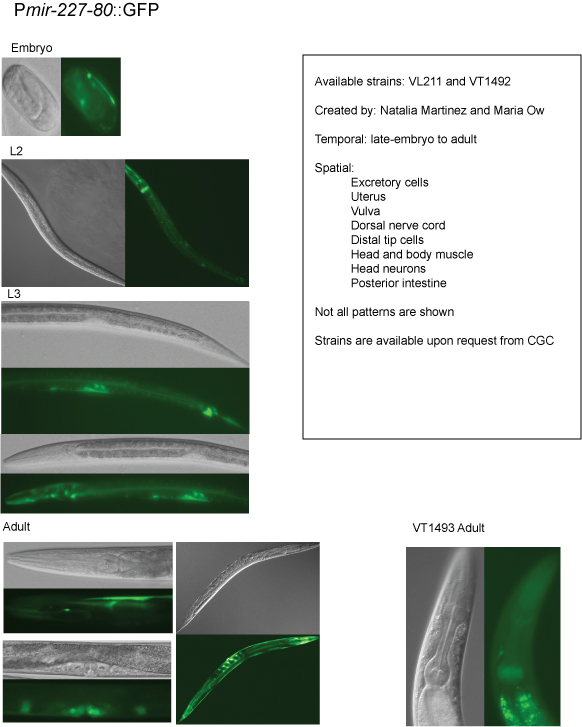 Pmir-227-80::GFP
Embryo
Available strains: VL211 and VT1492
Created by: Natalia Martinez and Maria Ow
Temporal: late-embryo to adult
Spatial:
Excretory cells
Uterus
Vulva
Dorsal nerve cord
Distal tip cells
Head and body muscle
Head neurons
Posterior intestine
Not all patterns are shown
Strains are available upon request from CGC
L2
L3
Adult
VT1493 Adult